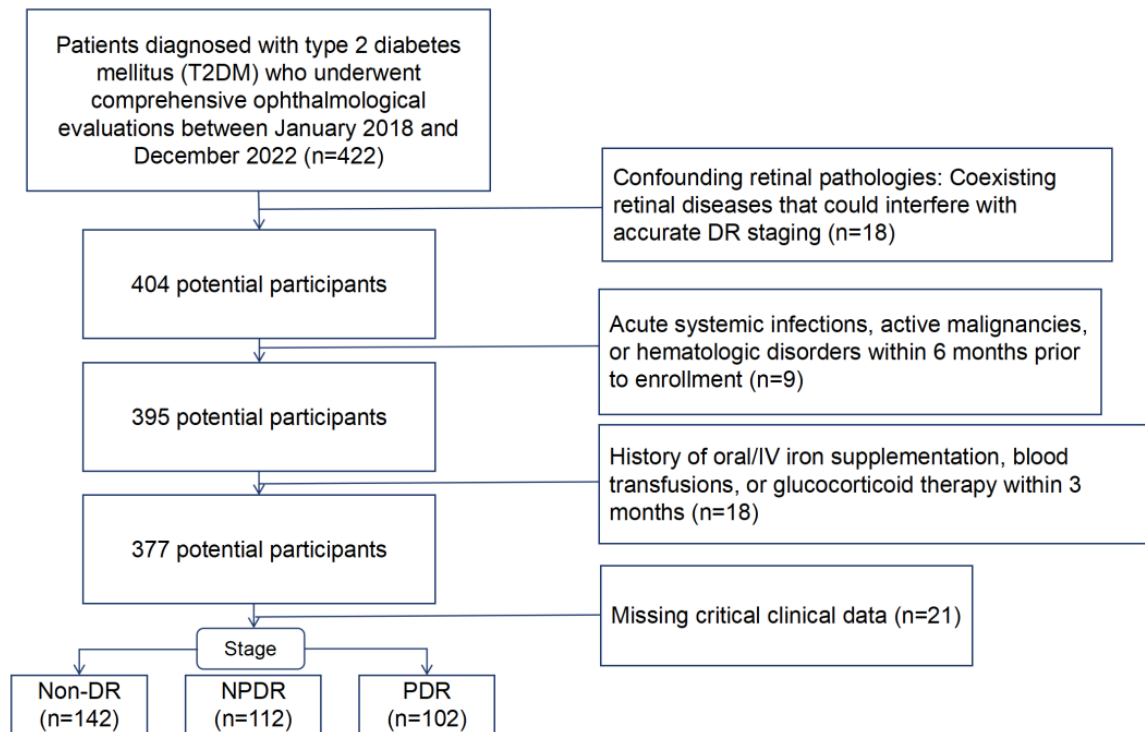 Patients diagnosed with type 2 diabetes
mellitus (T2DM) who underwent
comprehensive ophthalmological
evaluations between January 2018 and
December 2022 (n=422)
Confounding retinal pathologies: Coexisting
retinal diseases that could interfere with
accurate DR staging (n=18)
404 potential participants
Acute systemic infections, active malignancies,
or hematologic disorders within 6 months prior
to enrollment (n=9)
395 potential participants
History of oral/IV iron supplementation, blood
transfusions, or glucocorticoid therapy within 3
months (n=18)
377 potential participants
Missing critical clinical data (n=21)
Stage
Non-DR
(n=142)
NPDR
(n=112)
PDR
(n=102)